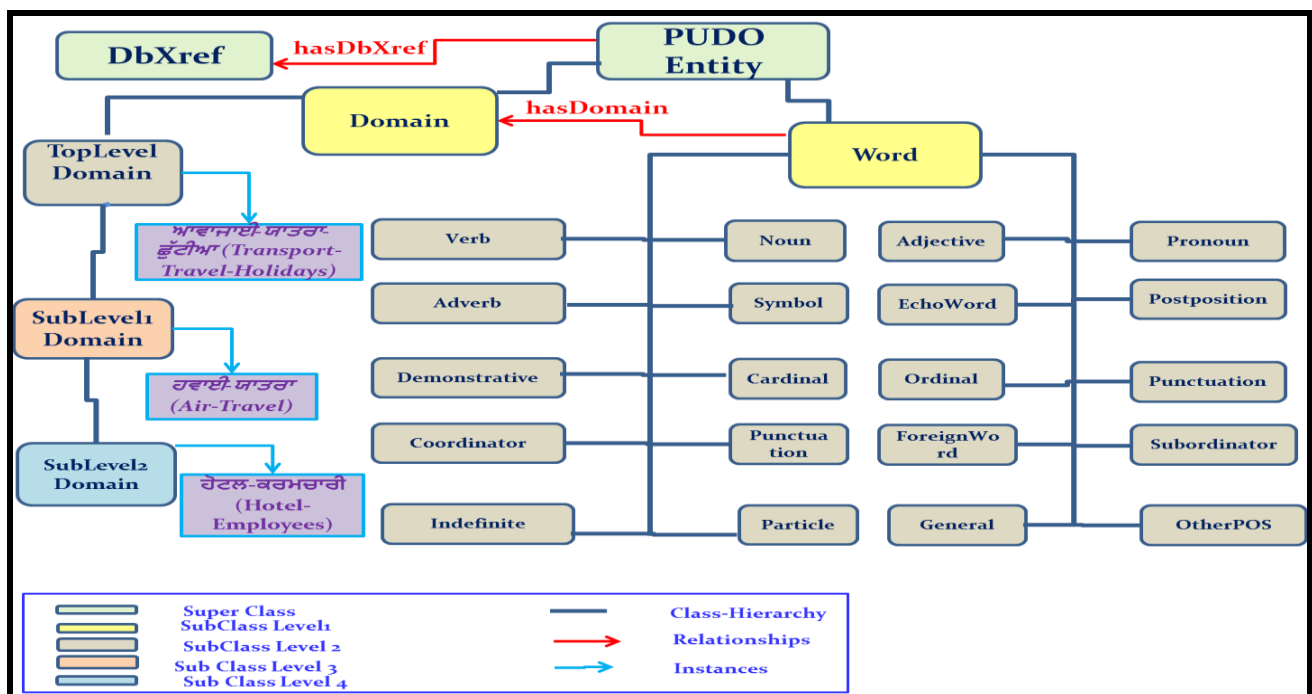 DbXref
hasDbXref
PUDO
Entity
Domain
hasDomain
Word
TopLevel
Domain
ਆਵਾਜਾਈ-ਯਾਤਰਾ-
ਛੁੱਟੀਆ (Transport-
Travel-Holidays)
SubLevel1
Domain
ਹਵਾਈ-ਯਾਤਰਾ
(Air-Travel)
SubLevel2
Domain
ਹੋਟਲ-ਕਰਮਚਾਰੀ
(Hotel-
Employees)
Verb
Noun
Adjective
Pronoun
Adverb
Symbol
EchoWord
Postposition
Demonstrative
Cardinal
Ordinal
Punctuation
Coordinator
Punctua
tion
ForeignWo
rd
Subordinator
Indefinite
Particle
General
OtherPOS
Super Class
SubClass Level1
SubClass Level 2
Sub Class Level 3
Sub Class Level 4
Class-Hierarchy
Relationships
Instances